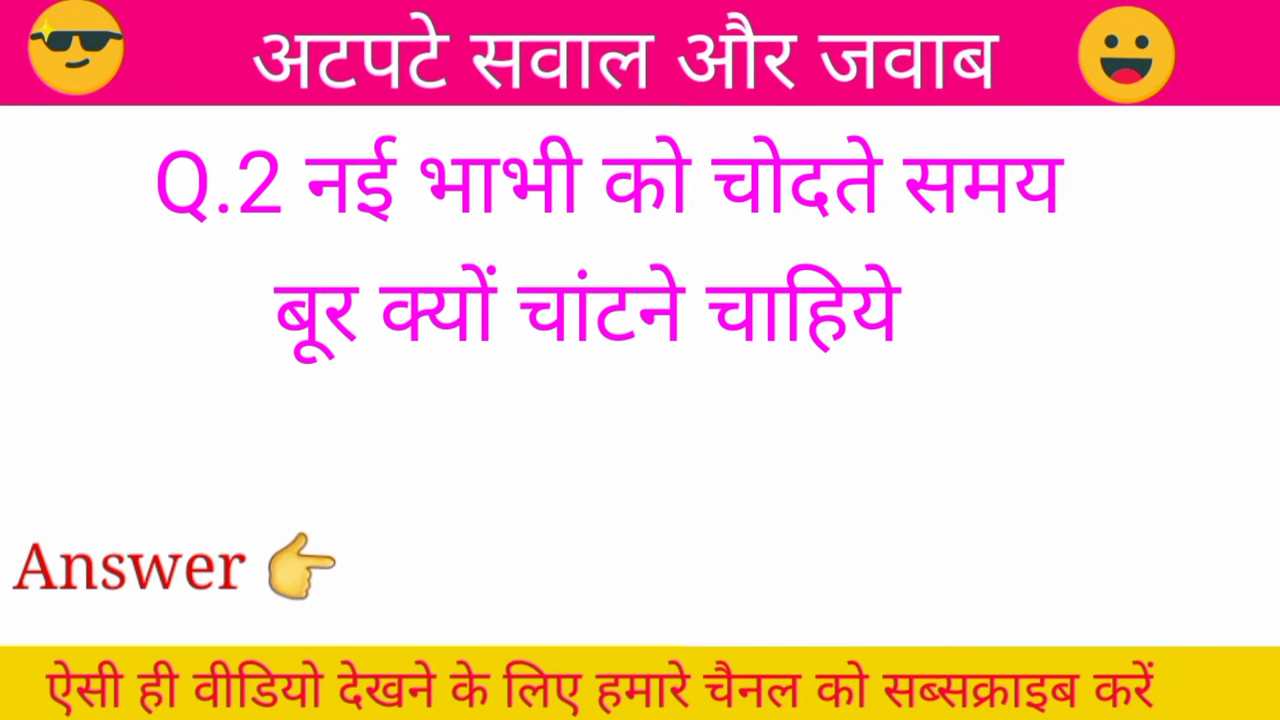 अटपटे सवाल और जवाब
Q.2 नई भाभी को चोदते समय
बूर क्यों चांटने चाहिये
Answer
ऐसी ही वीडियो देखने के लिए हमारे चैनल को सब्सक्राइब करें